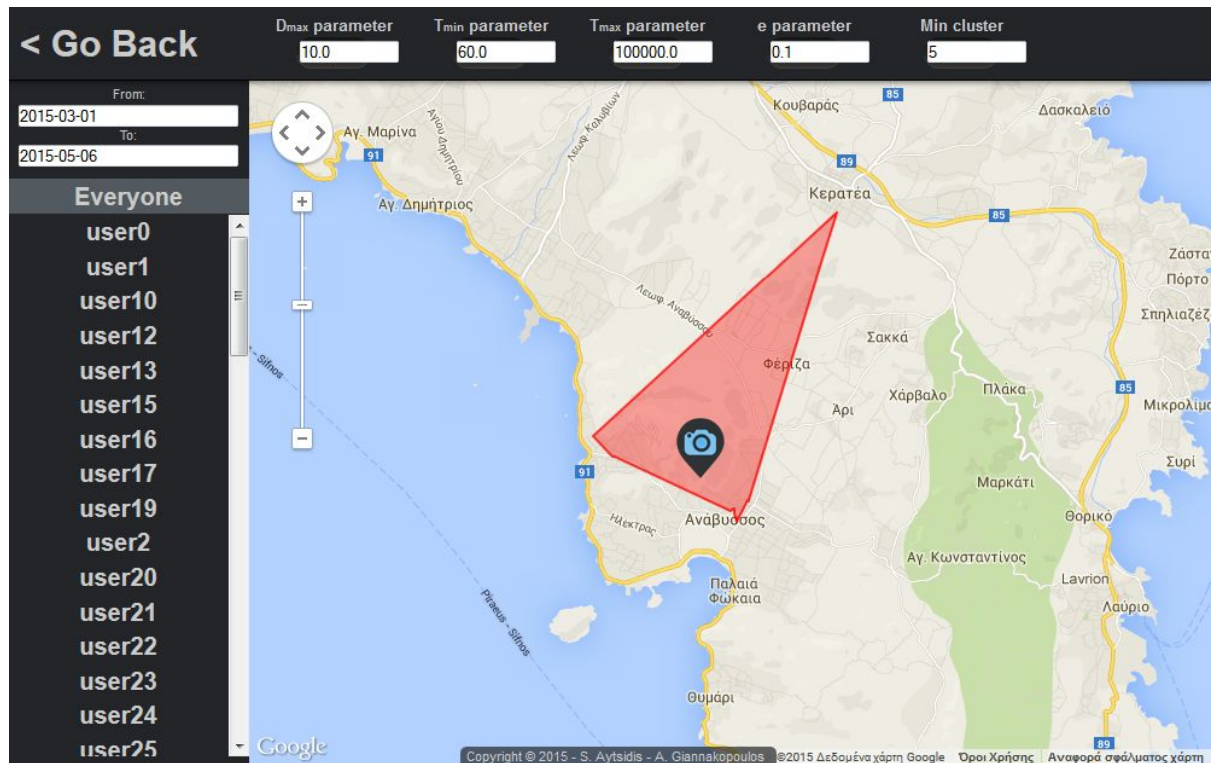 < Go Back
Dmax parameter
10.0
Tmin parameter
60.0
Tmax parameter
100000.0
e parameter
0.1
Min cluster
5
From:
2015-03-01
To:
2015-05-06
Everyone
user0
user1
user10
user12
user13
user15
user16
user17
user19
user2
user20
user21
user22
user23
user24
user25
Κουβαράς
85
Δασκαλειό
Αγ. Μαρίνα
91
Αγίου Δημητρίου
Λεωφ Καλυβίων
89
Κερατέα
Αγ. Δημήτριος
85
Ζάστα
Πόρτο
Σπηλιαζέζ
Λεωφ Αναβύσσου
Σακκά
- Sifnos
Φέριζα
Χάρβαλο
Πλάκα
85
Μικρολιμ
Άρι
91
Συρί
Μαρκάτι
Ηλέκτρας
Ανάβυσσος
Θορικό
Αγ. Κωνσταντίνος
Παλαιά
Φώκαια
Lavrion
Λαύριο
Piraeus - Sifnos
Θυμάρι
89
Google
Copyright © 2015 - S. Aytsidis - A. Giannakopoulos
©2015 Δεδομένα χάρτη Google
Όροι Χρήσης
Αναφορά σφάλματος χάρτη